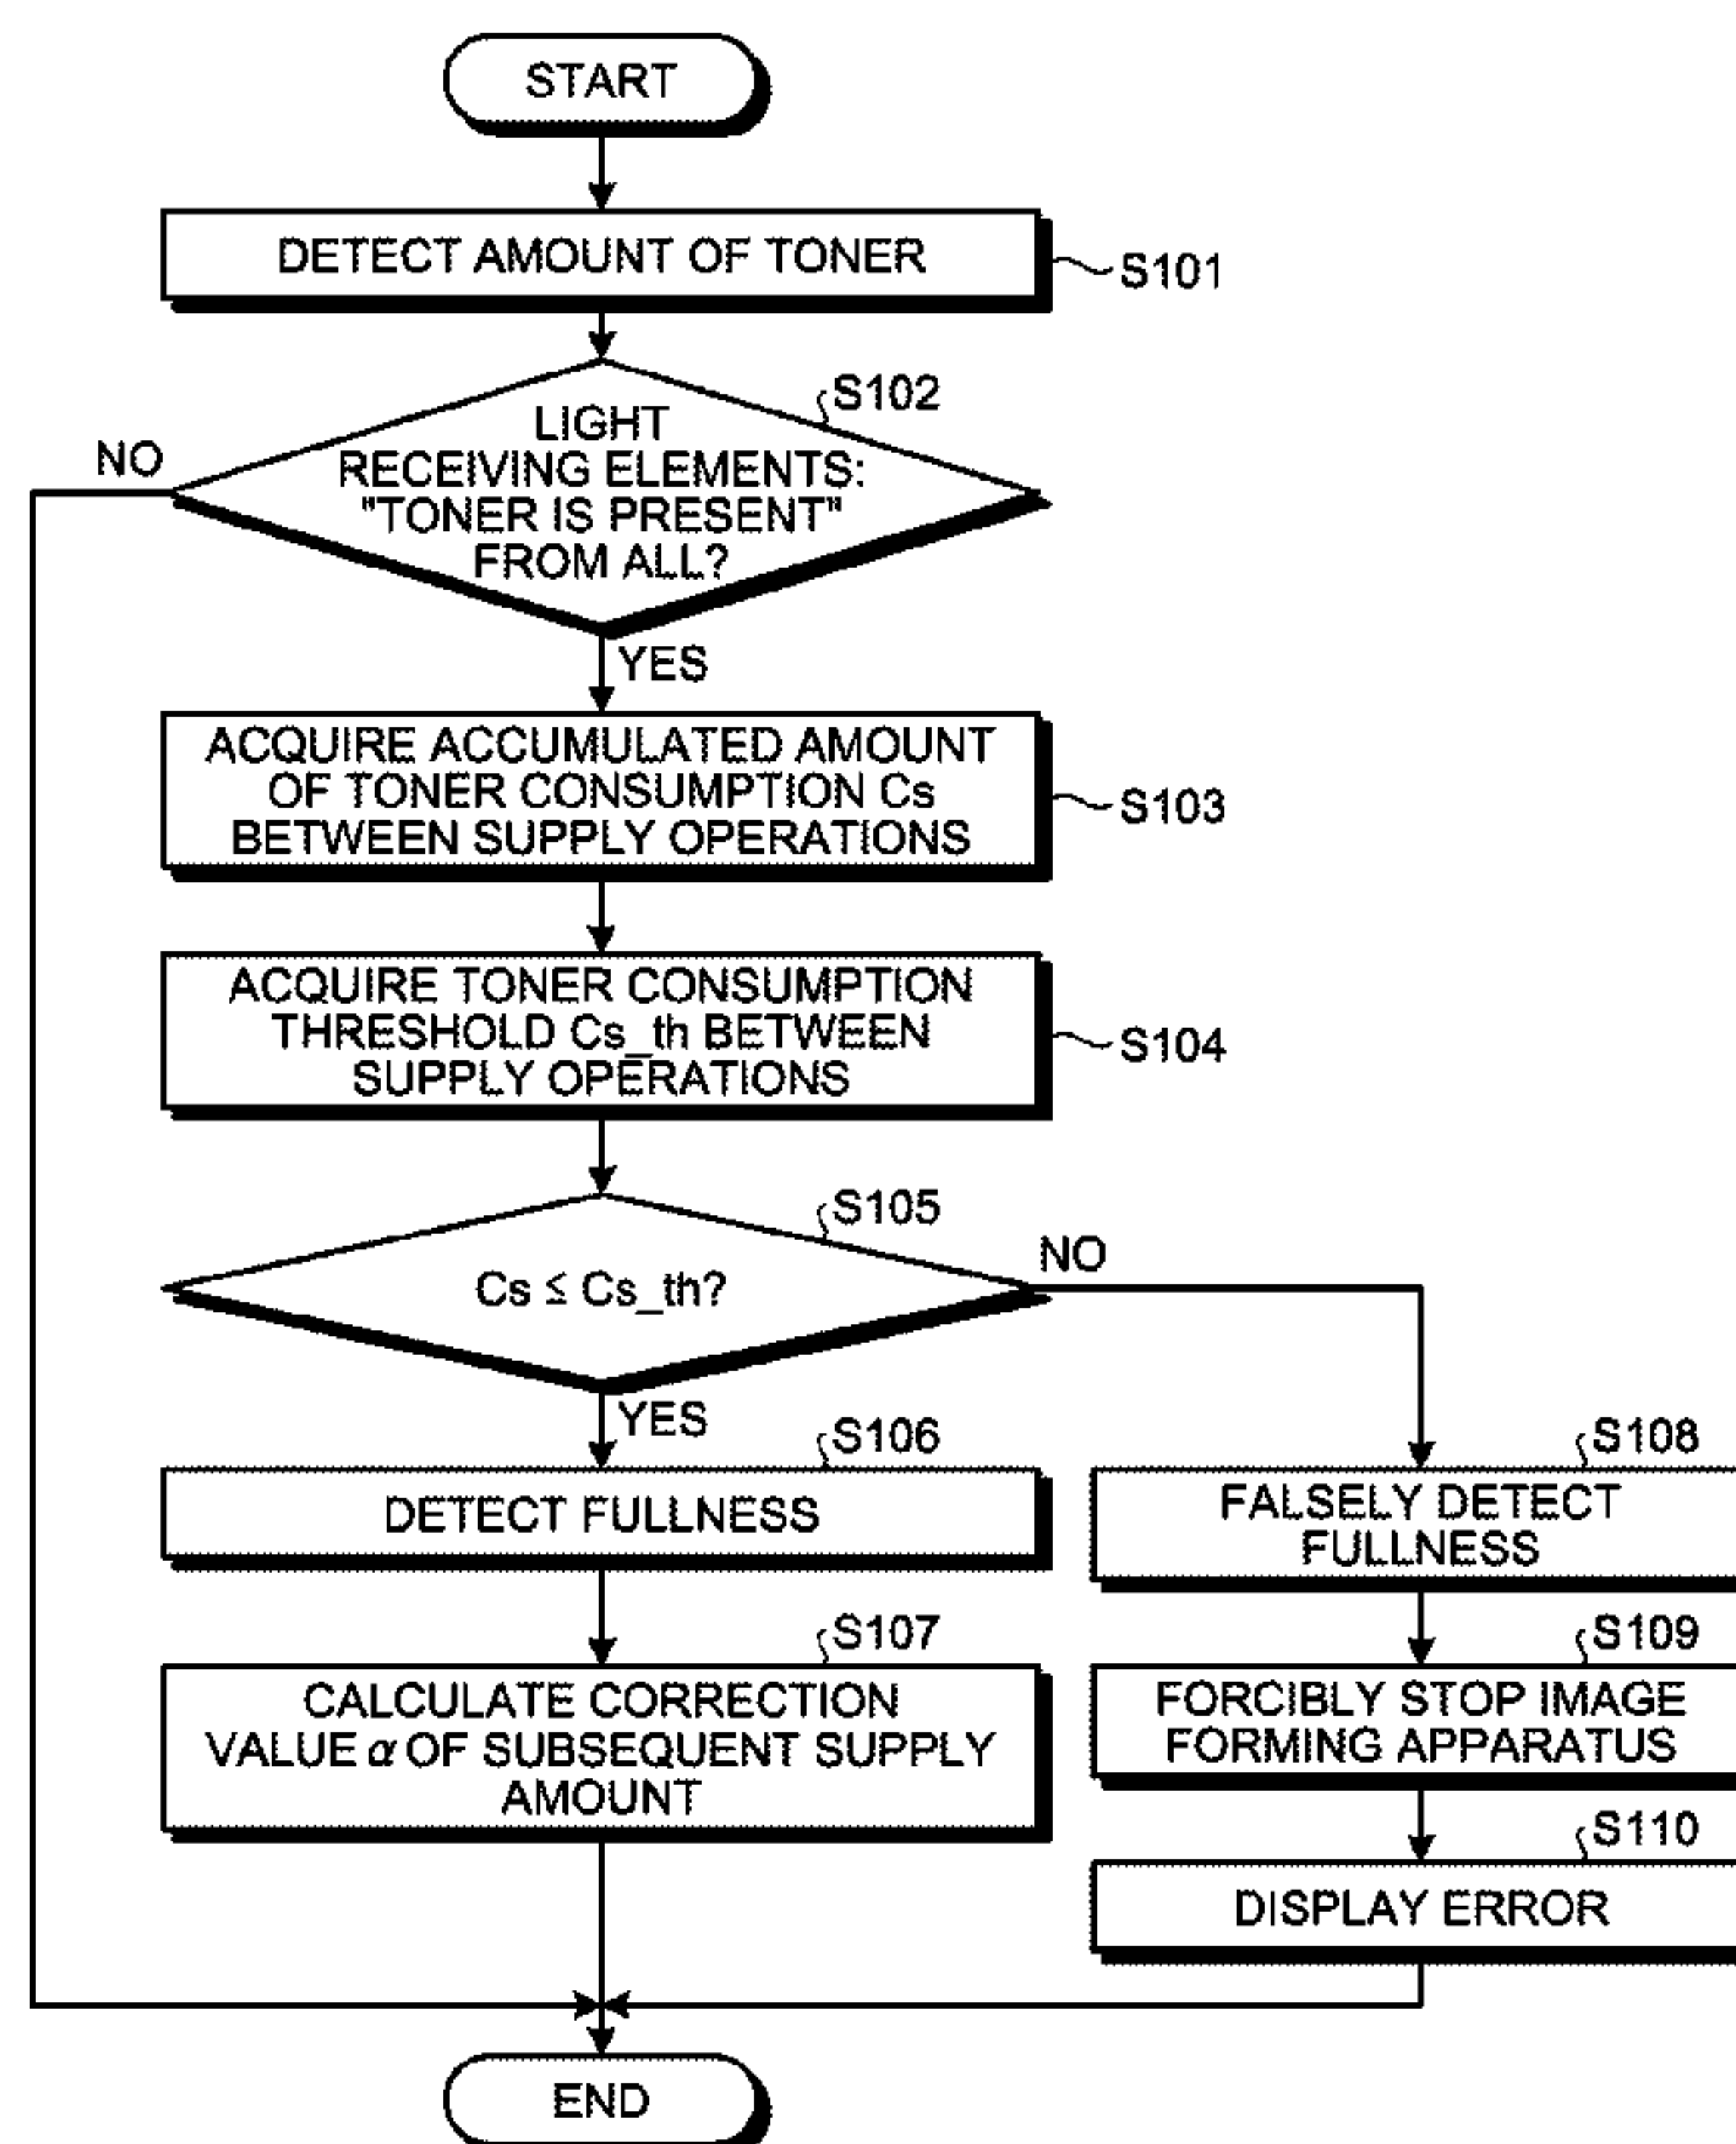 START
DETECT AMOUNT OF TONER
S101
S102
LIGHT
RECEIVING ELEMENTS:
"TONER IS PRESENT"
FROM ALL?
NO
YES
ACQUIRE ACCUMULATED AMOUNT
OF TONER CONSUMPTION Cs
BETWEEN SUPPLY OPERATIONS
S103
ACQUIRE TONER CONSUMPTION
THRESHOLD Cs_th BETWEEN
SUPPLY OPERATIONS
S104
S105
Cs ≤ Cs_th?
NO
YES
S106
DETECT FULLNESS
S107
CALCULATE CORRECTION
VALUE α OF SUBSEQUENT SUPPLY
AMOUNT
S108
FALSELY DETECT
FULLNESS
S109
FORCIBLY STOP IMAGE
FORMING APPARATUS
S110
DISPLAY ERROR
END